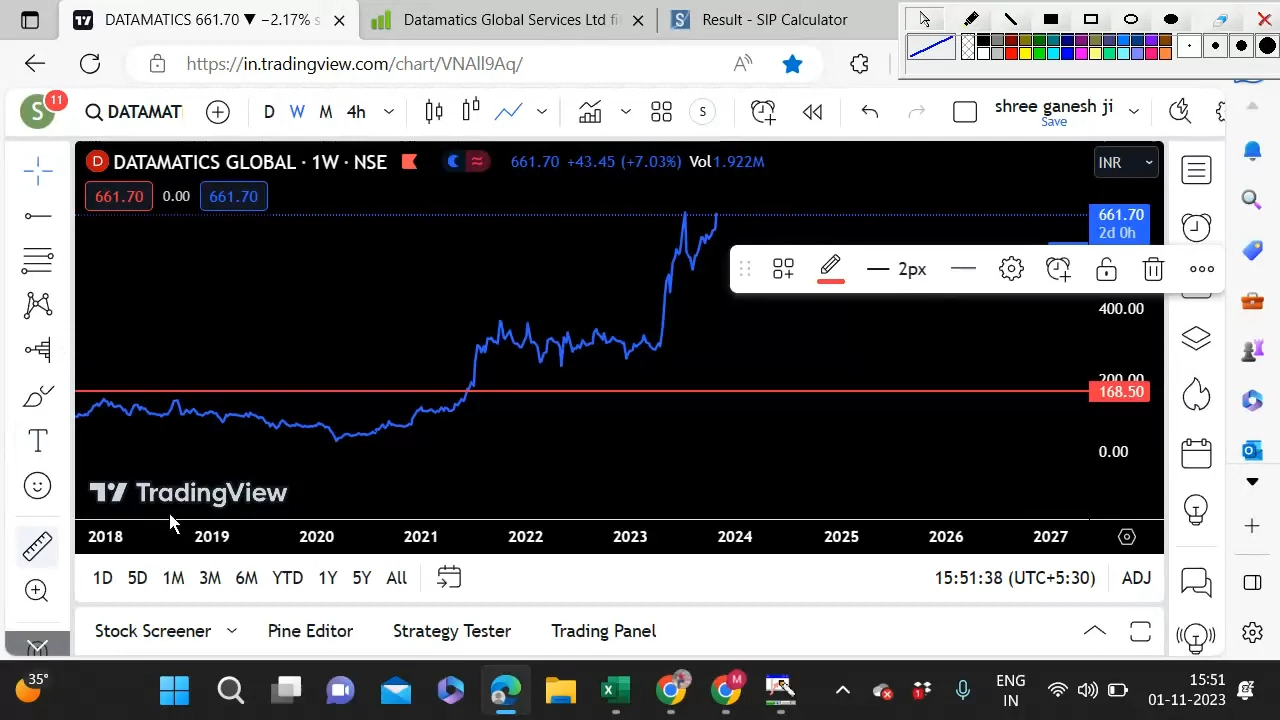 DATAMATICS 661.70 ▼ −2.17% s
Datamatics Global Services Ltd fi
Result - SIP Calculator
https://in.tradingview.com/chart/VNAll9Aq/
S
11
DATAMATI
D
W
M
4h
S
shree ganesh ji
Save
D
DATAMATICS GLOBAL · 1W · NSE
661.70 +43.45 (+7.03%) Vol 1.922M
INR
661.70
0.00
661.70
661.70
2d 0h
2px
400.00
200.00
168.50
0.00
TradingView
2018
2019
2020
2021
2022
2023
2024
2025
2026
2027
1D
5D
1M
3M
6M
YTD
1Y
5Y
All
15:51:38 (UTC+5:30)
ADJ
Stock Screener
Pine Editor
Strategy Tester
Trading Panel
35°
ENG
IN
15:51
01-11-2023